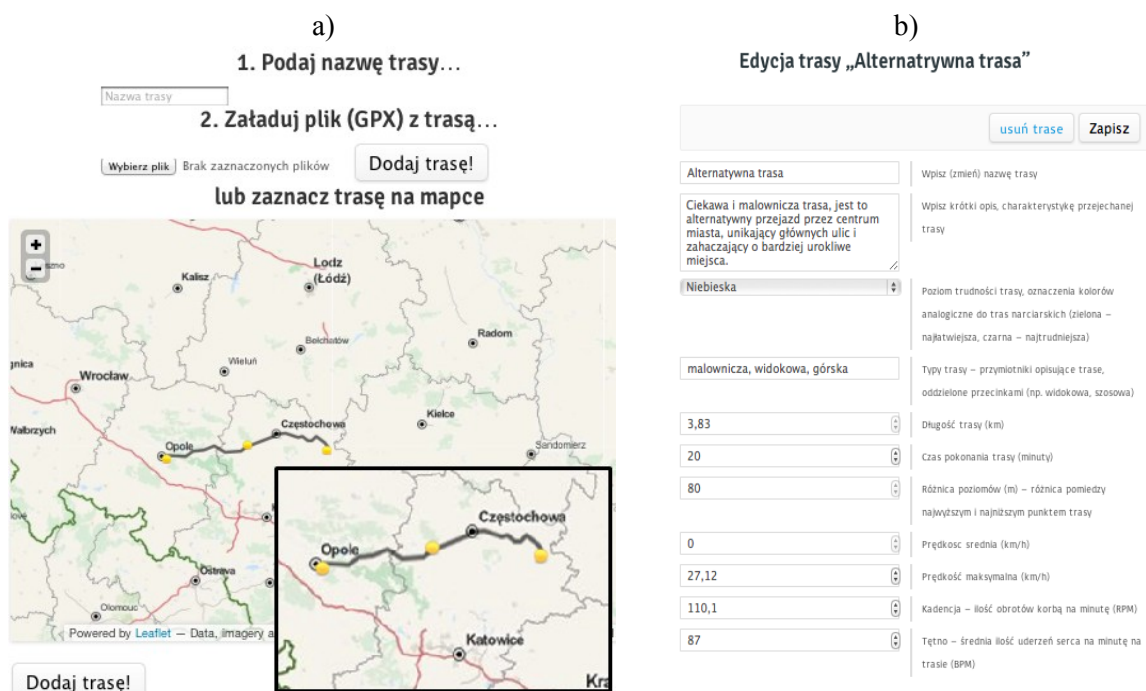 a)
1. Podaj nazwę trasy...
Nazwa trasy
2. Załaduj plik (GPX) z trasą...
Wybierz plik Brak zaznaczonych plików Dodaj trasę!
lub zaznacz trasę na mapce
+
−
Kalisz
Lodz
(Łódź)
Radom
Bełchatów
Wieluń
Wrocław
Kielce
Wałbrzych
Częstochowa
Opole
Sandomierz
Ostrava
Olomouc
Powered by Leaflet — Data, imagery a
Częstochowa
Opole
Katowice
Kra
Dodaj trasę!
b)
Edycja trasy „Alternatrywna trasa”
usuń trase Zapisz
Alternatywna trasa Wpisz (zmień) nazwę trasy
Ciekawa i malownicza trasa, jest to
alternatywny przejazd przez centrum
miasta, unikający głównych ulic i
zahaczający o bardziej urokliwe
miejsca.
Wpisz krótki opis, charakterystykę przejechanej
trasy
Niebieska
Poziom trudności trasy, oznaczenia kolorów
analogiczne do tras narciarskich (zielona –
najłatwiejsza, czarna – najtrudniejsza)
malownicza, widokowa, górska
Typy trasy – przymiotniki opisujące trase,
oddzielone przecinkami (np. widokowa, szosowa)
3,83 Długość trasy (km)
20 Czas pokonania trasy (minuty)
80 Różnica poziomów (m) – różnica pomiedzy
najwyższym i najniższym punktem trasy
0 Prędkosc srednia (km/h)
27,12 Prędkość maksymalna (km/h)
110,1 Kadencja – ilość obrotów korbą na minutę (RPM)
87 Tętno – średnia ilość uderzeń serca na minutę na
trasie (BPM)